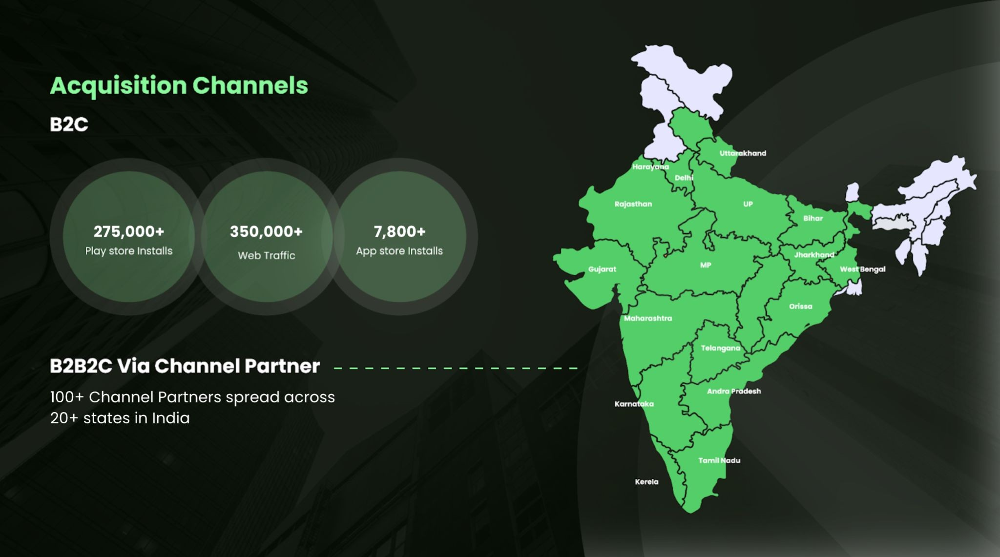 Acquisition Channels
B2C
275,000+
Play store Installs
350,000+
Web Traffic
7,800+
App store Installs
B2B2C Via Channel Partner
100+ Channel Partners spread across
20+ states in India
Uttarakhand
Harayana
Delhi
Rajasthan
UP
Bihar
Jharkhand
West Bengal
Gujarat
MP
Orissa
Maharashtra
Telangana
Andra Pradesh
Karnataka
Tamil Nadu
Kerela